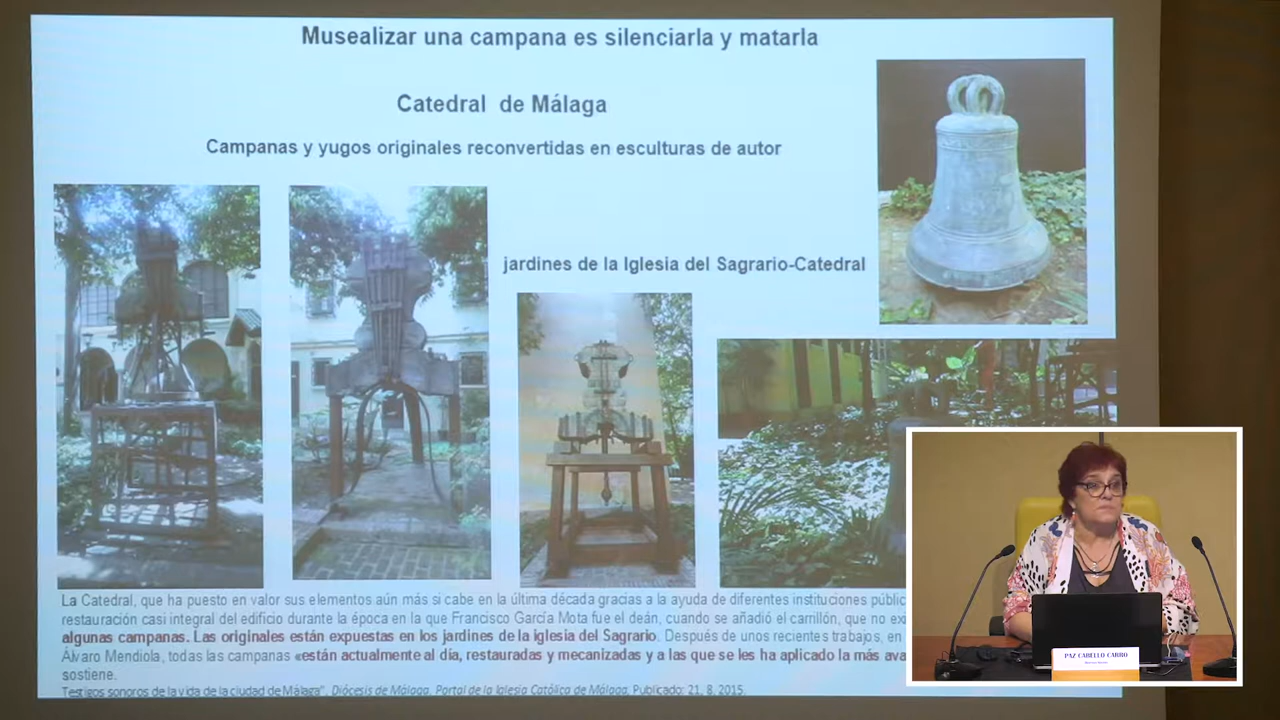 Musealizar una campana es silenciarla y matarla
Catedral de Málaga
Campanas y yugos originales reconvertidas en esculturas de autor
jardines de la Iglesia del Sagrario-Catedral
La Catedral, que ha puesto en valor sus elementos aún más si cabe en la última década gracias a la ayuda de diferentes instituciones públic
restauración casi integral del edificio durante la época en la que Francisco García Mota fue el deán, cuando se añadió el carrillón, que no ex
algunas campanas. Las originales están expuestas en los jardines de la iglesia del Sagrario. Después de unos recientes trabajos, en
Álvaro Mendiola, todas las campanas «están actualmente al día, restauradas y mecanizadas y a las que se les ha aplicado la más ava
sostiene.
Testigos sonoros de la vida de la ciudad de Málaga", Diócesis de Málaga, Portal de la Iglesia Católica de Málaga, Publicado: 21, 8, 2015.
PAZ CABELLO CARRO